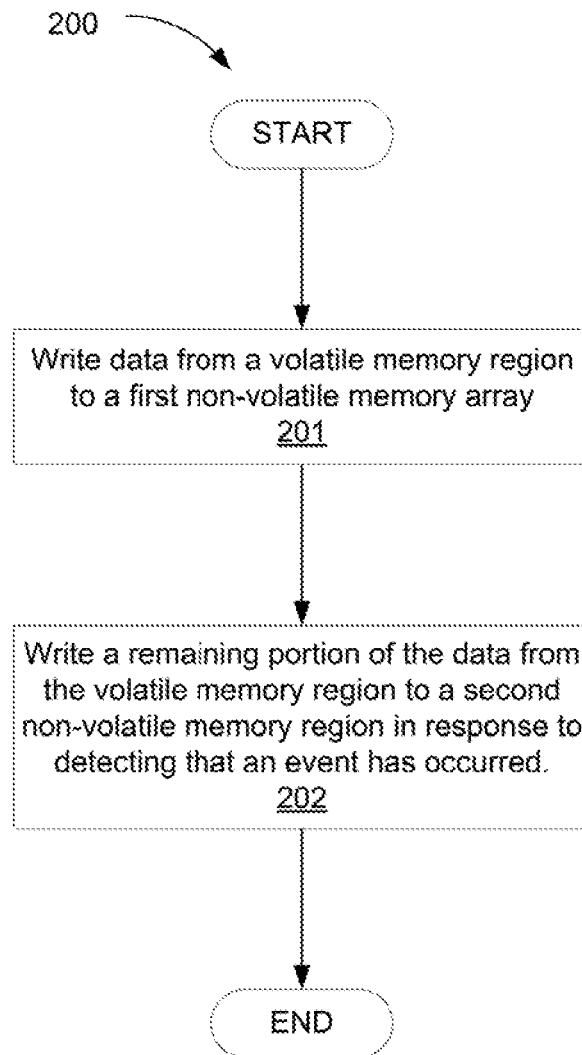 200
START
Write data from a volatile memory region
to a first non-volatile memory array
201
Write a remaining portion of the data from
the volatile memory region to a second
non-volatile memory region in response to
detecting that an event has occurred.
202
END